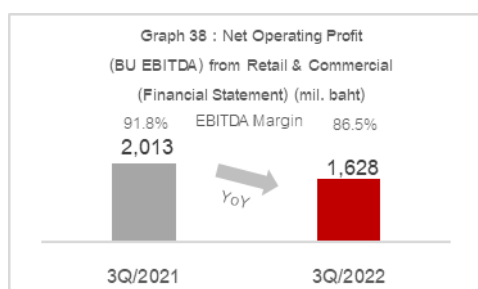 Graph 38 : Net Operating Profit
(BU EBITDA) from Retail & Commercial
(Financial Statement) (mil. baht)
91.8% EBITDA Margin 86.5%
2,013
1,628
YoY
3Q/2021 3Q/2022